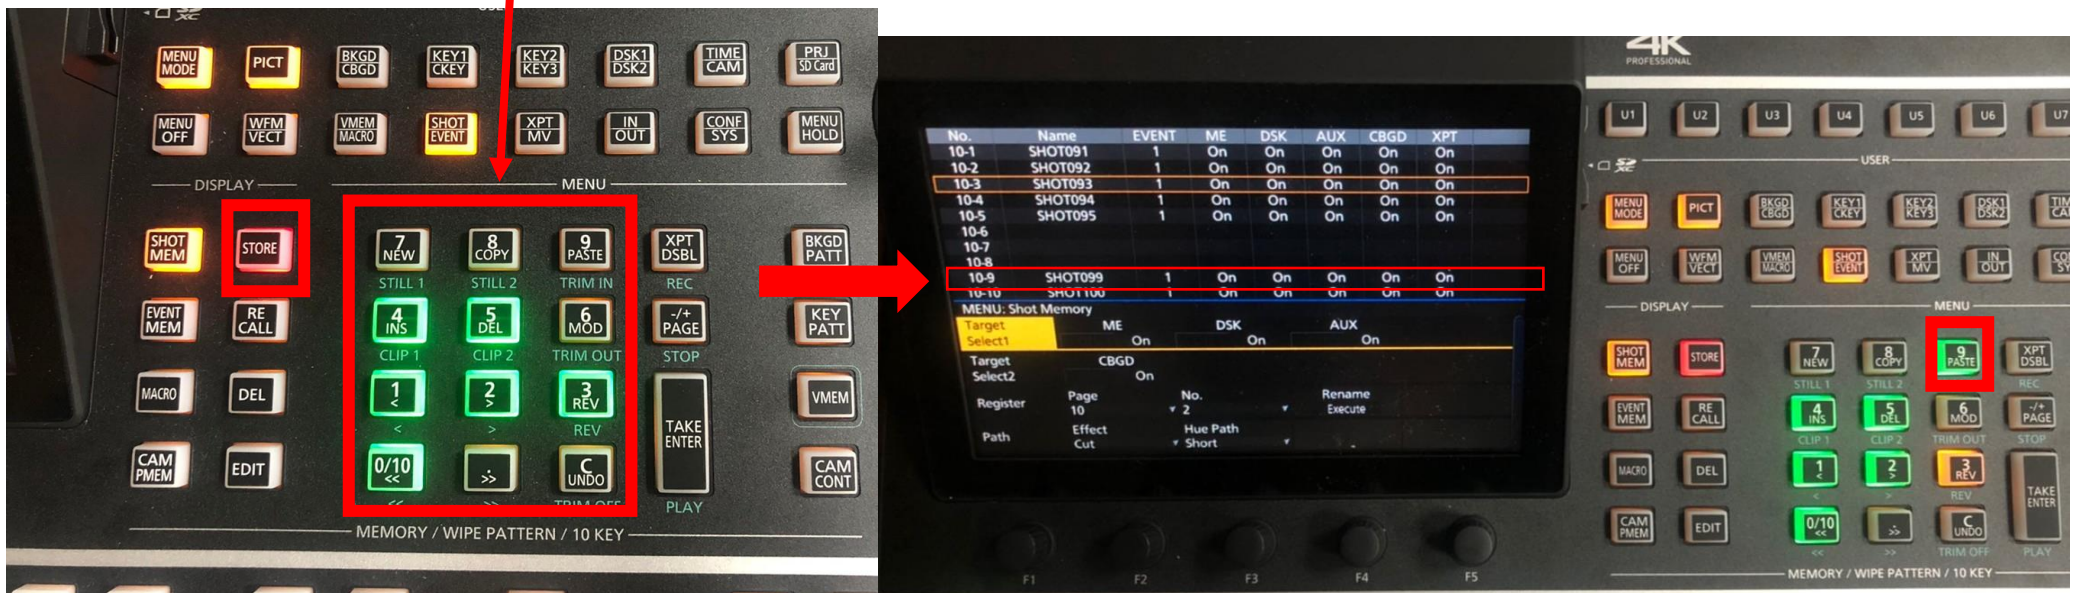 USER
MENU MODE PICT BKGD CBGD KEY1 CKEY KEY2 KEY3 DSK1 DSK2 TIME CAM PRJ SD Card
MENU OFF WFM VECT VMEM MACRO SHOT EVENT XPT MV IN OUT CONF SYS MENU HOLD
DISPLAY MENU
SHOT MEM STORE 7 NEW 8 COPY 9 PASTE XPT DSBL BKGD PATT
STILL 1 STILL 2 TRIM IN REC
EVENT MEM RE CALL 4 INS 5 DEL 6 MOD -/+ PAGE KEY PATT
CLIP 1 CLIP 2 TRIM OUT STOP
MACRO DEL 1 < 2 > 3 REV TAKE ENTER VMEM
< > REV
CAM PMEM EDIT 0/10 << . >> C UNDO CAM CONT
<< >> TRIM OFF PLAY
MEMORY / WIPE PATTERN / 10 KEY
4K
PROFESSIONAL
No. Name EVENT ME DSK AUX CBGD XPT
10-1 SHOT091 1 On On On On On
10-2 SHOT092 1 On On On On On
10-3 SHOT093 1 On On On On On
10-4 SHOT094 1 On On On On On
10-5 SHOT095 1 On On On On On
10-6
10-7
10-8
10-9 SHOT099 1 On On On On On
10-10 SHOT100 1 On On On On On
MENU: Shot Memory
Target ME DSK AUX
Select1 On On On
Target CBGD
Select2 On
Register Page No. Rename
10 2 Execute
Path Effect Hue Path
Cut Short
F1 F2 F3 F4 F5
U1 U2 U3 U4 U5 U6 U7
USER
MENU MODE PICT BKGD CBGD KEY1 CKEY KEY2 KEY3 DSK1 DSK2
MENU OFF WFM VECT VMEM MACRO SHOT EVENT XPT MV IN OUT
DISPLAY MENU
SHOT MEM STORE 7 NEW 8 COPY 9 PASTE XPT DSBL
STILL 1 STILL 2 REC
EVENT MEM RE CALL 4 INS 5 DEL 6 MOD -/+ PAGE
CLIP 1 CLIP 2 TRIM OUT STOP
MACRO DEL 1 < 2 > 3 REV TAKE ENTER
< > REV
CAM PMEM EDIT 0/10 << . >> C UNDO
<< >> TRIM OFF PLAY
MEMORY / WIPE PATTERN / 10 KEY